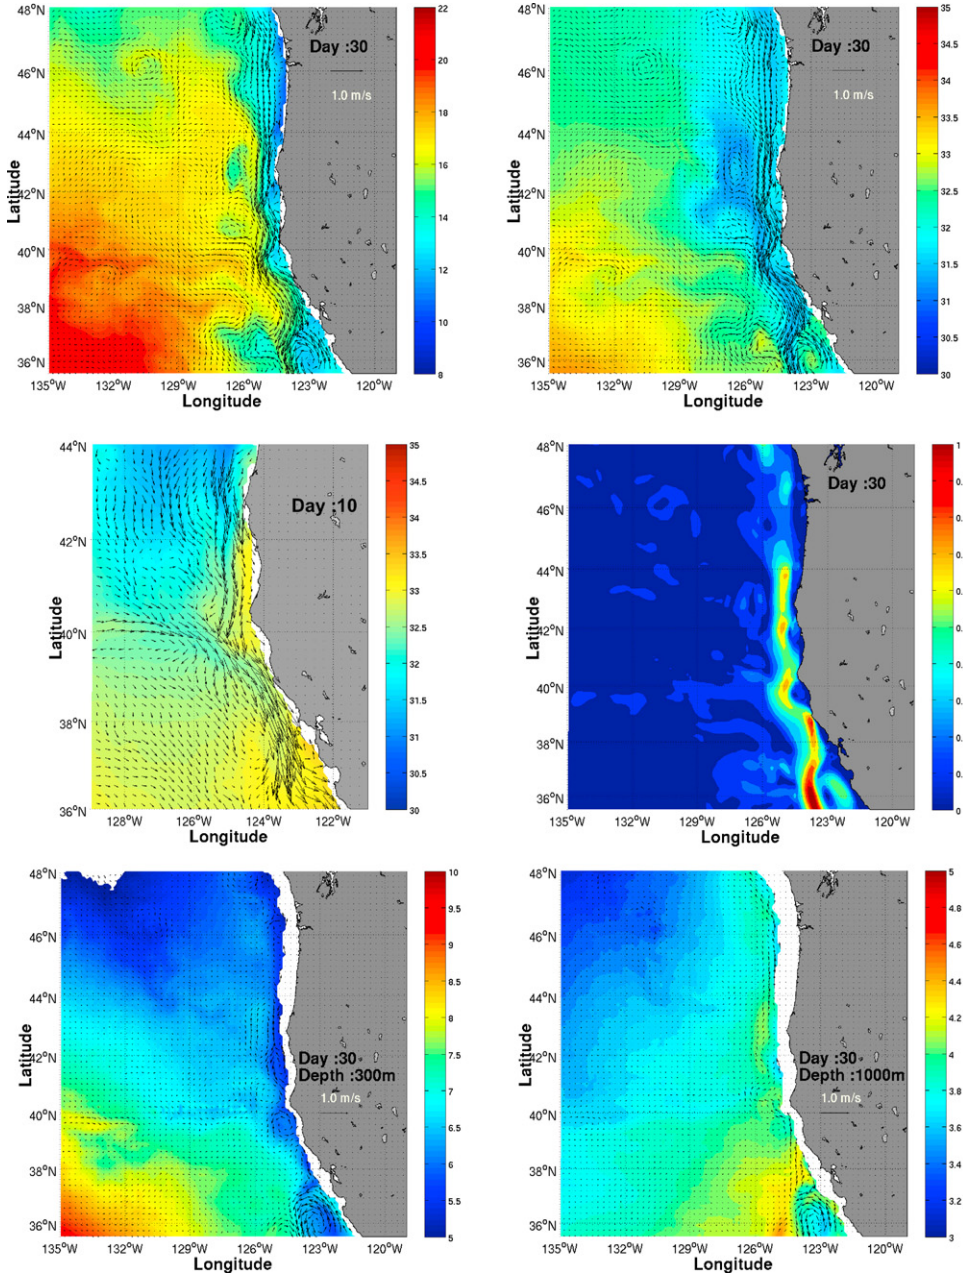 48°N
46°N
44°N
42°N
40°N
38°N
36°N
Latitude
Day :30
1.0 m/s
135°W
132°W
129°W
126°W
123°W
120°W
Longitude
22
20
18
16
14
12
10
8
48°N
46°N
44°N
42°N
40°N
38°N
36°N
Latitude
Day :30
1.0 m/s
135°W
132°W
129°W
126°W
123°W
120°W
Longitude
35
34.5
34
33.5
33
32.5
32
31.5
31
30.5
30
44°N
42°N
40°N
38°N
36°N
Latitude
Day :10
128°W
126°W
124°W
122°W
Longitude
35
34.5
34
33.5
33
32.5
32
31.5
31
30.5
30
48°N
46°N
44°N
42°N
40°N
38°N
36°N
Latitude
Day :30
135°W
132°W
129°W
126°W
123°W
120°W
Longitude
1
0.
0.
0.
0.
0.
0.
0.
0.
0.
0
48°N
46°N
44°N
42°N
40°N
38°N
36°N
Latitude
Day :30
Depth :300m
1.0 m/s
135°W
132°W
129°W
126°W
123°W
120°W
Longitude
10
9.5
9
8.5
8
7.5
7
6.5
6
5.5
5
48°N
46°N
44°N
42°N
40°N
38°N
36°N
Latitude
Day :30
Depth :1000m
1.0 m/s
135°W
132°W
129°W
126°W
123°W
120°W
Longitude
5
4.8
4.6
4.4
4.2
4
3.8
3.6
3.4
3.2
3